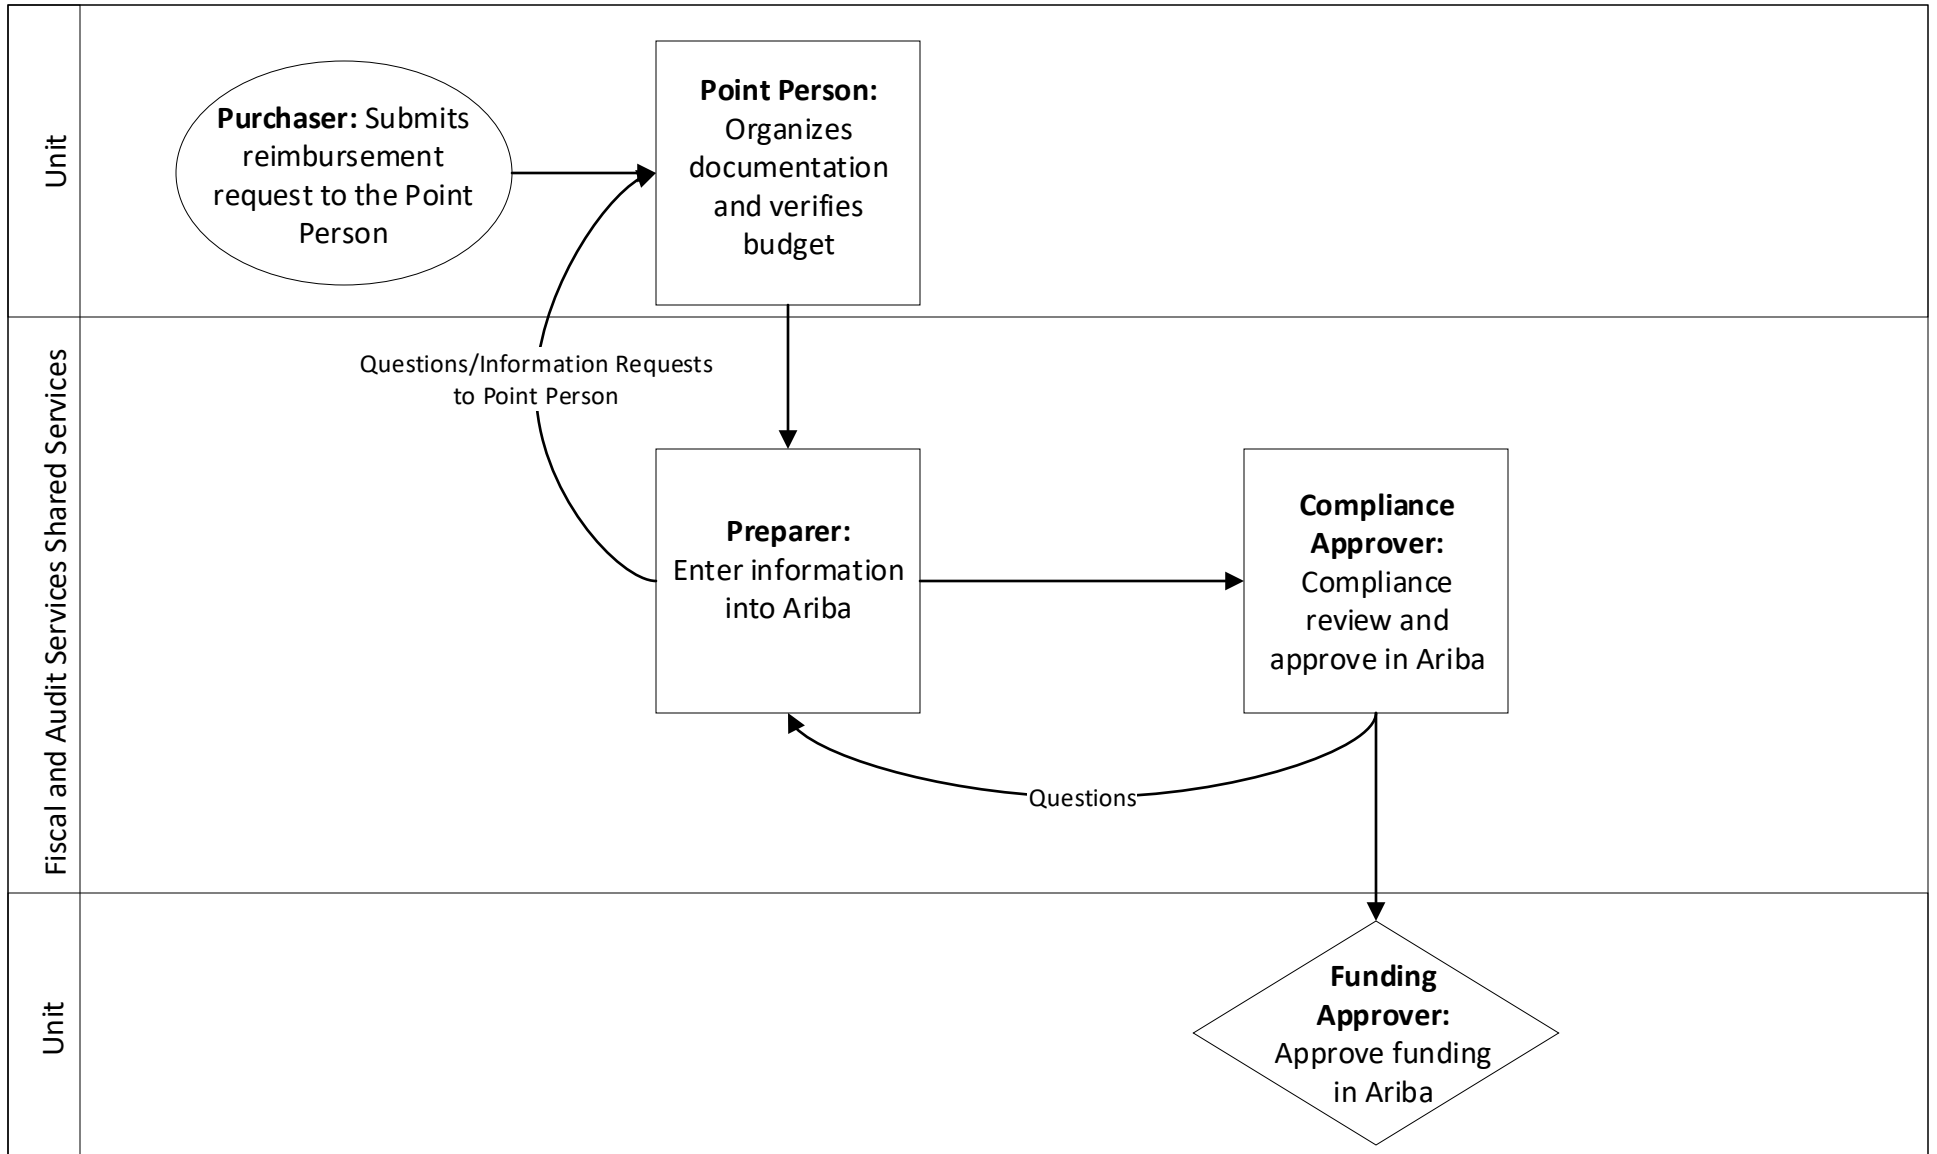 Unit
Purchaser: Submits
reimbursement
request to the Point
Person
Point Person:
Organizes
documentation
and verifies
budget
Fiscal and Audit Services Shared Services
Questions/Information Requests
to Point Person
Preparer:
Enter information
into Ariba
Compliance
Approver:
Compliance
review and
approve in Ariba
Questions
Unit
Funding
Approver:
Approve funding
in Ariba